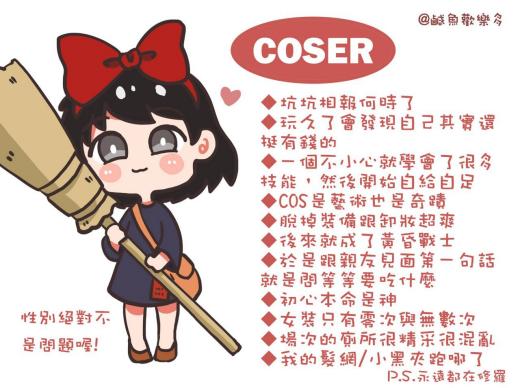 @鹹魚歡樂多
COSER
◆坑坑相報何時了
◆玩久了會發現自己其實還
挺有錢的
◆一個不小心就學會了很多
技能，然後開始自給自足
◆COS是藝術也是奇蹟
◆脫掉裝備跟卸妝超爽
◆後來就成了黃昏戰士
◆於是跟親友見面第一句話
就是問等等要吃什麼
◆初心本命是神
◆女裝只有零次與無數次
◆場次的廁所很精采很混亂
◆我的髮網/小黑夾跑哪了
P.S.永遠都在修羅
性別絕對不
是問題喔!